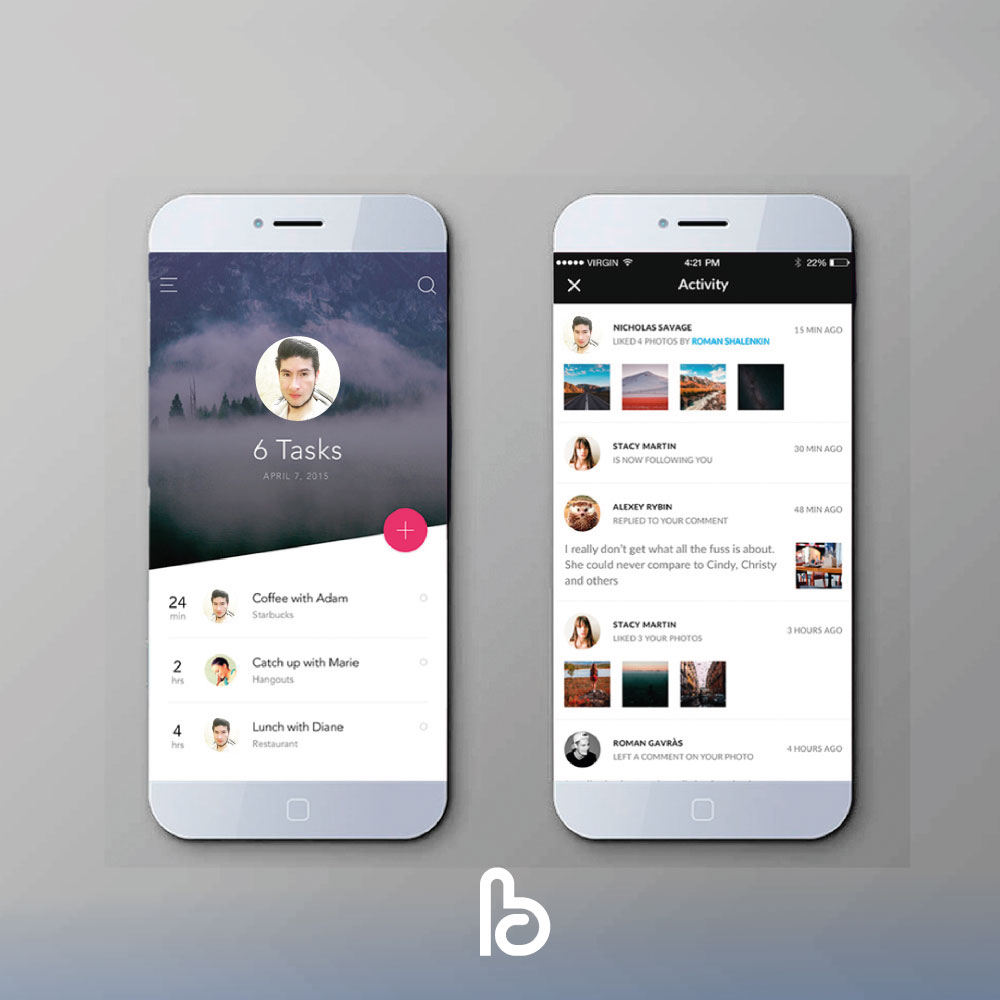 6 Tasks
APRIL 7, 2015
24 min
Coffee with Adam
Starbucks
2 hrs
Catch up with Marie
Hangouts
4 hrs
Lunch with Diane
Restaurant
VIRGIN 4:21 PM 22%
Activity
NICHOLAS SAVAGE 15 MIN AGO
LIKED 4 PHOTOS BY ROMAN SHALENKIN
STACY MARTIN 30 MIN AGO
IS NOW FOLLOWING YOU
ALEXEY RYBIN 48 MIN AGO
REPLIED TO YOUR COMMENT
I really don't get what all the fuss is about.
She could never compare to Cindy, Christy
and others
STACY MARTIN 3 HOURS AGO
LIKED 3 YOUR PHOTOS
ROMAN GAVRÀS 4 HOURS AGO
LEFT A COMMENT ON YOUR PHOTO